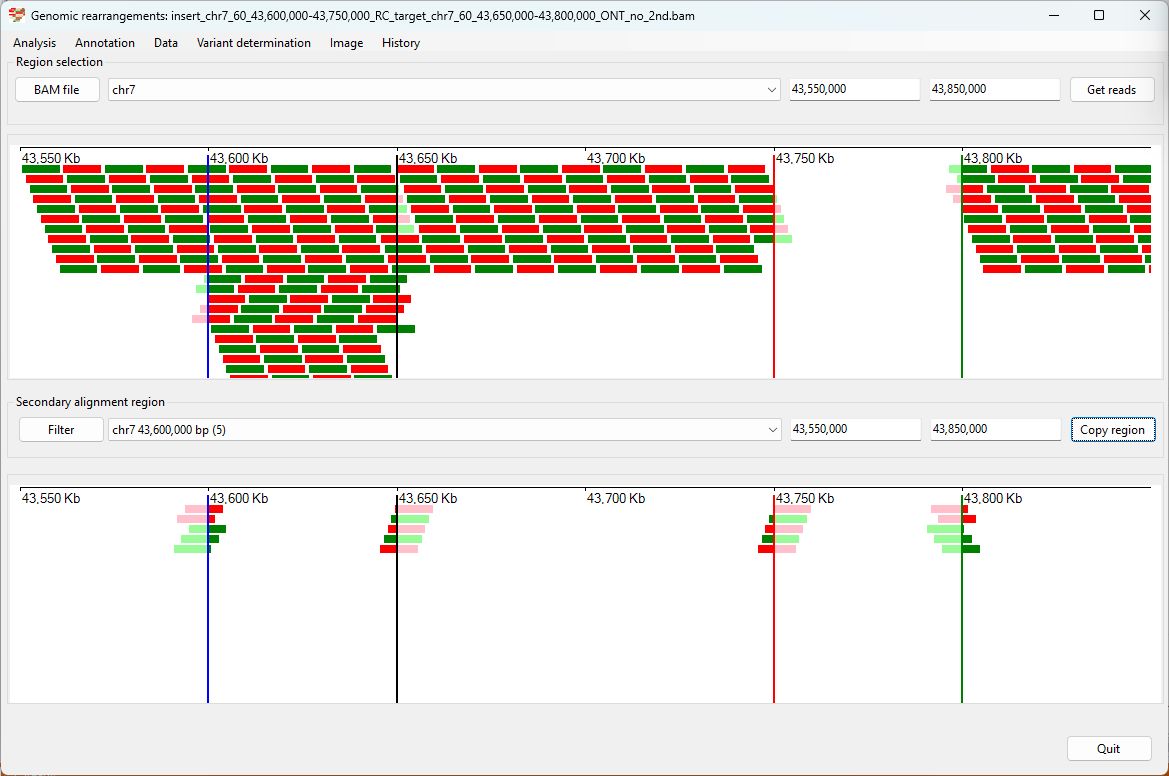 Genomic rearrangements: insert_chr7_60_43,600,000-43,750,000_RC_target_chr7_60_43,650,000-43,800,000_ONT_no_2nd.bam
Analysis Annotation Data Variant determination Image History
Region selection
BAM file chr7 43,550,000 43,850,000 Get reads
43,550 Kb 43,600 Kb 43,650 Kb 43,700 Kb 43,750 Kb 43,800 Kb
Secondary alignment region
Filter chr7 43,600,000 bp (5) 43,550,000 43,850,000 Copy region
43,550 Kb 43,600 Kb 43,650 Kb 43,700 Kb 43,750 Kb 43,800 Kb
Quit